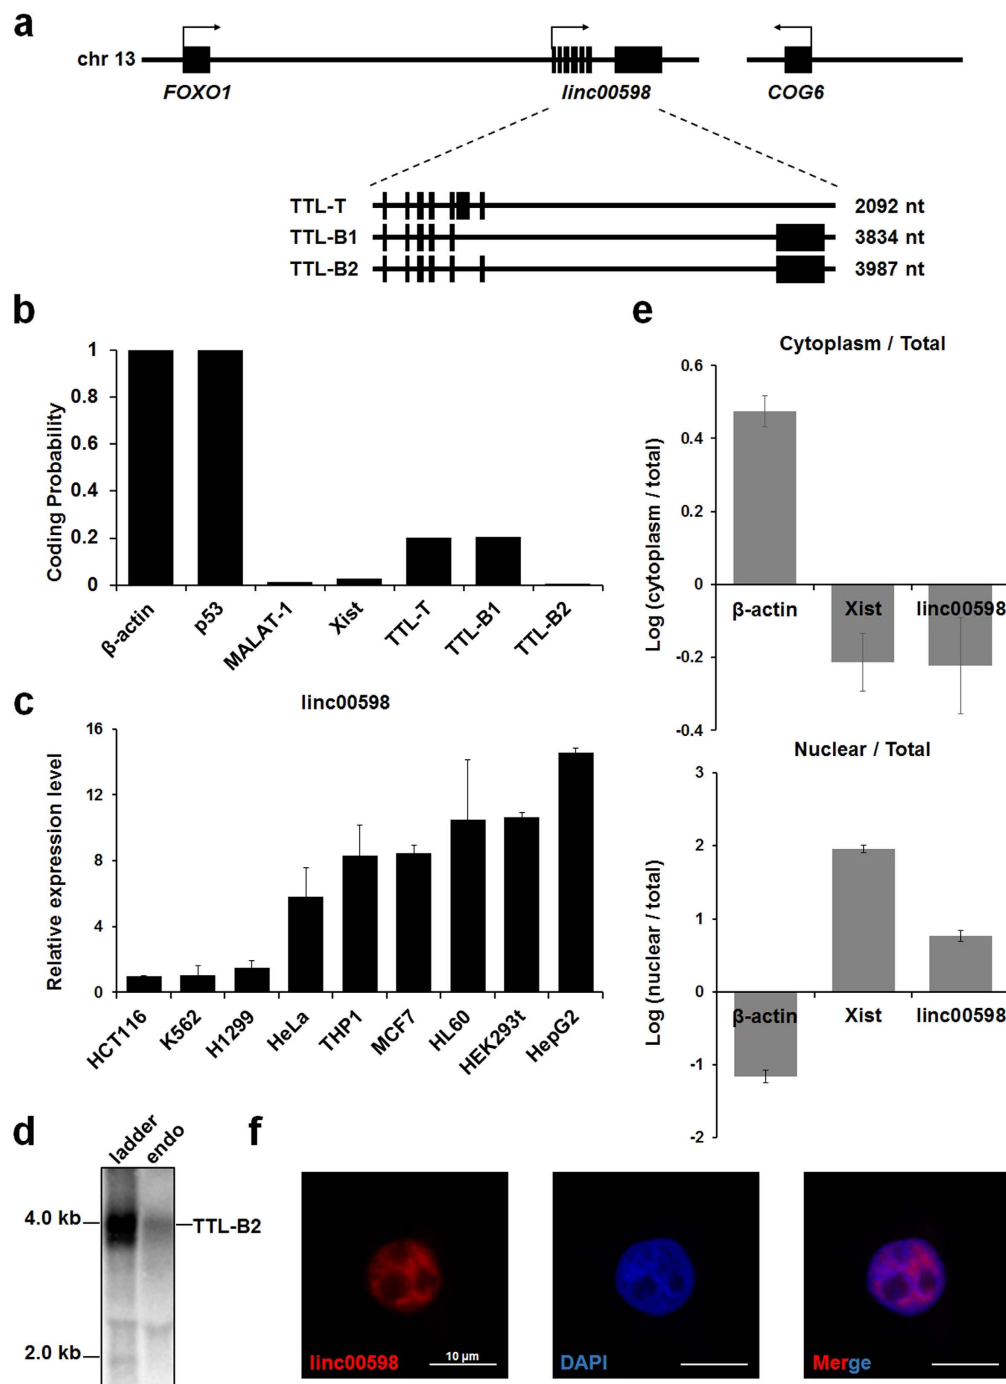 a
chr 13
FOXO1
linc00598
COG6
TTL-T
2092 nt
TTL-B1
3834 nt
TTL-B2
3987 nt
b
Coding Probability
1
0.8
0.6
0.4
0.2
0
β-actin
p53
MALAT-1
Xist
TTL-T
TTL-B1
TTL-B2
c
linc00598
Relative expression level
16
12
8
4
0
HCT116
K562
H1299
HeLa
THP1
MCF7
HL60
HEK293t
HepG2
d
ladder
endo
4.0 kb
TTL-B2
2.0 kb
e
Cytoplasm / Total
Log (cytoplasm / total)
0.6
0.4
0.2
0
-0.2
-0.4
β-actin
Xist
linc00598
Nuclear / Total
Log (nuclear / total)
3
2
1
0
-1
-2
β-actin
Xist
linc00598
f
linc00598
10 µm
DAPI
Merge